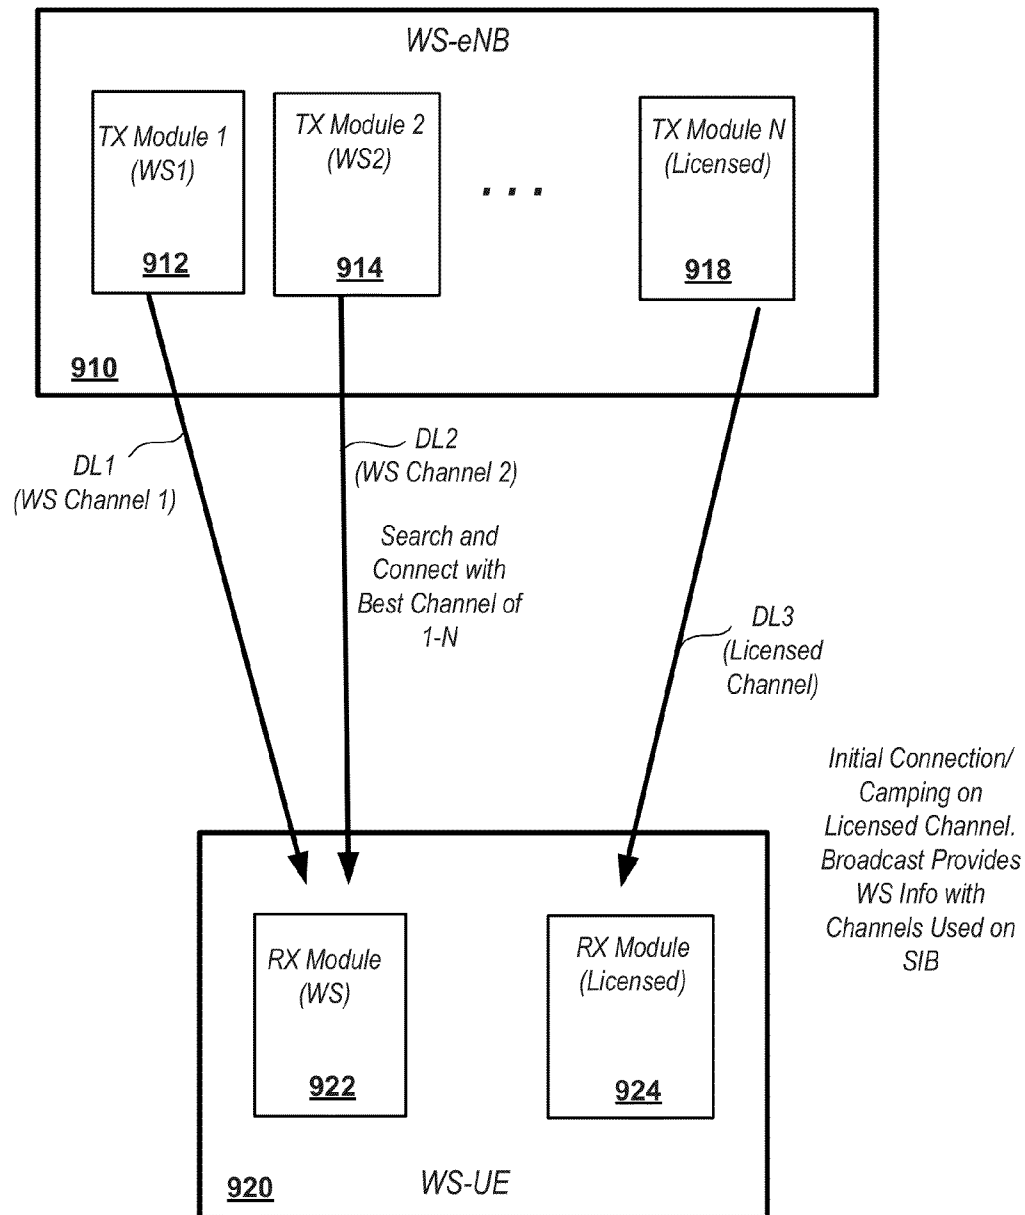 WS-eNB
TX Module 1
(WS1)
912
TX Module 2
(WS2)
914
. . .
TX Module N
(Licensed)
918
910
DL1
(WS Channel 1)
DL2
(WS Channel 2)
Search and
Connect with
Best Channel of
1-N
DL3
(Licensed
Channel)
Initial Connection/
Camping on
Licensed Channel.
Broadcast Provides
WS Info with
Channels Used on
SIB
RX Module
(WS)
922
RX Module
(Licensed)
924
920
WS-UE